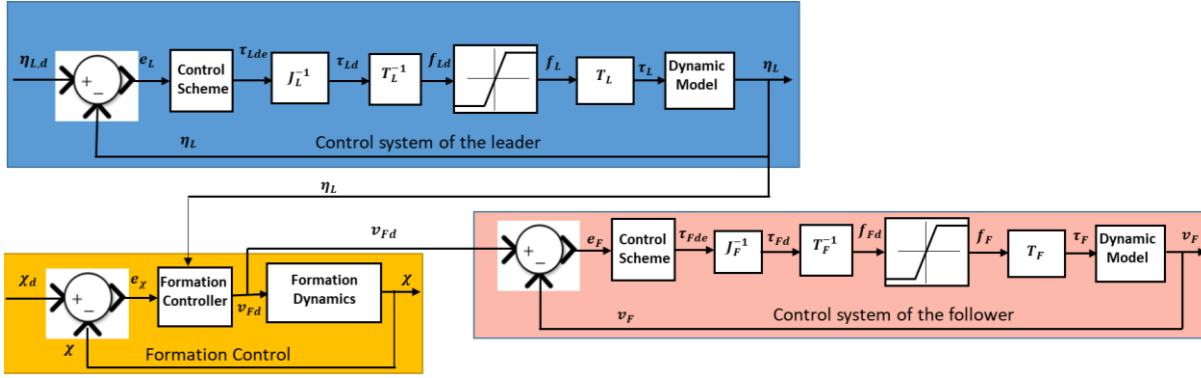 η_{L,d}
+
−
e_L
Control
Scheme
τ_{Lde}
J_L^{-1}
τ_{Ld}
T_L^{-1}
f_{Ld}
f_L
T_L
τ_L
Dynamic
Model
η_L
η_L
Control system of the leader
η_L
χ_d
+
−
e_χ
Formation
Controller
v_{Fd}
v_{Fd}
Formation
Dynamics
χ
χ
Formation Control
+
−
e_F
Control
Scheme
τ_{Fde}
J_F^{-1}
τ_{Fd}
T_F^{-1}
f_{Fd}
f_F
T_F
τ_F
Dynamic
Model
v_F
v_F
Control system of the follower